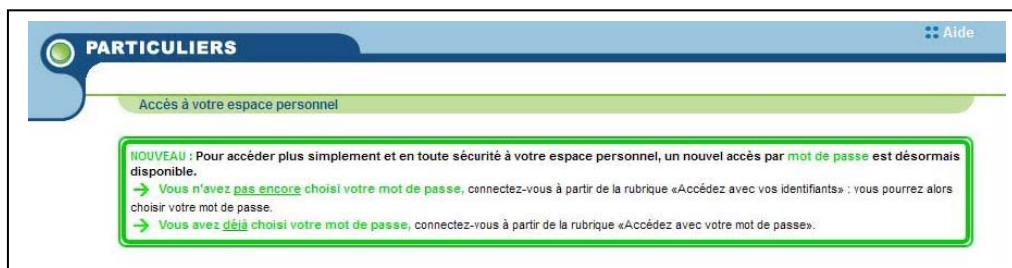 Aide
PARTICULIERS
Accès à votre espace personnel
NOUVEAU : Pour accéder plus simplement et en toute sécurité à votre espace personnel, un nouvel accès par mot de passe est désormais
disponible.
→ Vous n'avez pas encore choisi votre mot de passe, connectez-vous à partir de la rubrique «Accédez avec vos identifiants» : vous pourrez alors
choisir votre mot de passe.
→ Vous avez déjà choisi votre mot de passe, connectez-vous à partir de la rubrique «Accédez avec votre mot de passe».